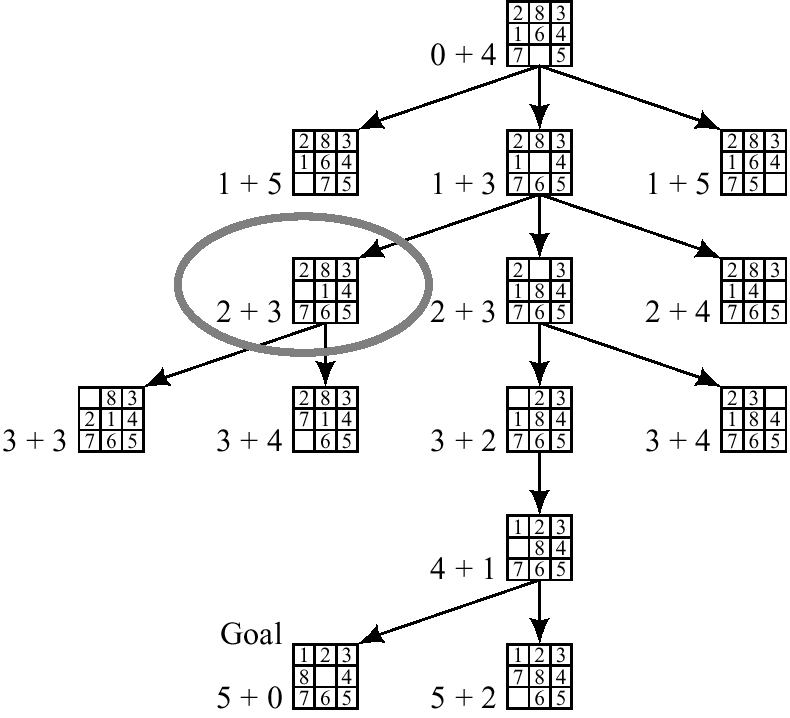 2 8 3
1 6 4
0 + 4 7 5
2 8 3 2 8 3 2 8 3
1 6 4 1 4 1 6 4
1 + 5 7 5 1 + 3 7 6 5 1 + 5 7 5
2 8 3 2 3 2 8 3
1 4 1 8 4 1 4
2 + 3 7 6 5 2 + 3 7 6 5 2 + 4 7 6 5
8 3 2 8 3 2 3 2 3
2 1 4 7 1 4 1 8 4 1 8 4
3 + 3 7 6 5 3 + 4 6 5 3 + 2 7 6 5 3 + 4 7 6 5
1 2 3
8 4
4 + 1 7 6 5
Goal
1 2 3 1 2 3
8 4 7 8 4
5 + 0 7 6 5 5 + 2 6 5